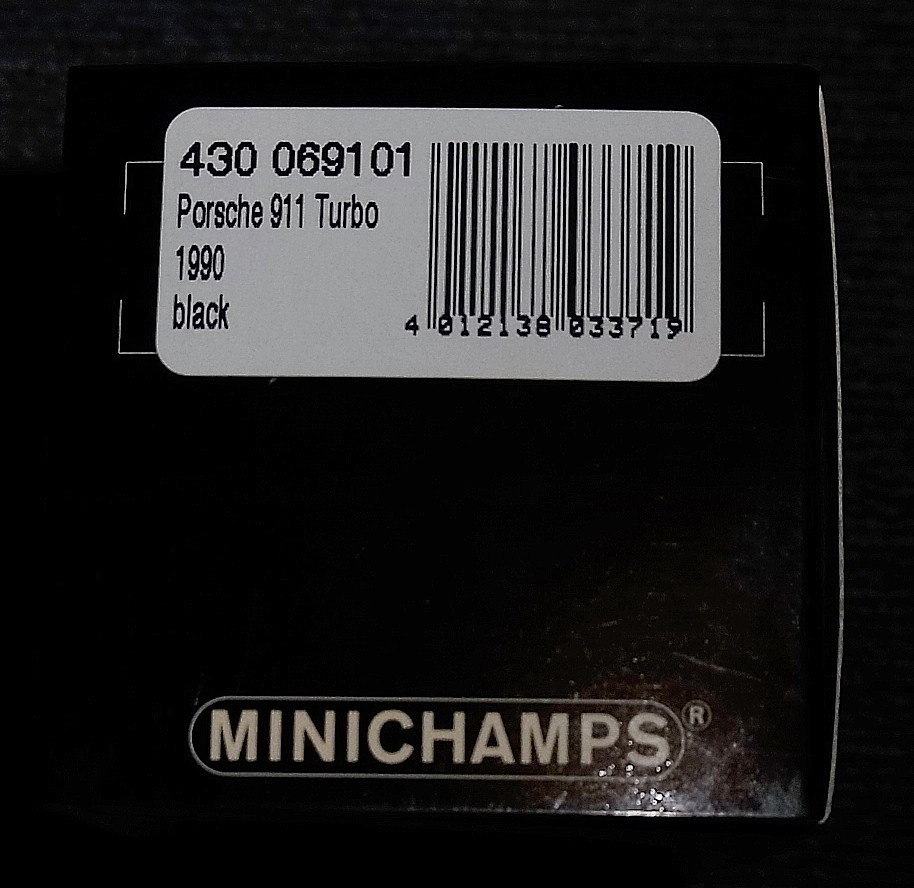 430 069101
Porsche 911 Turbo
1990
black
4 012138 033719
MINICHAMPS®